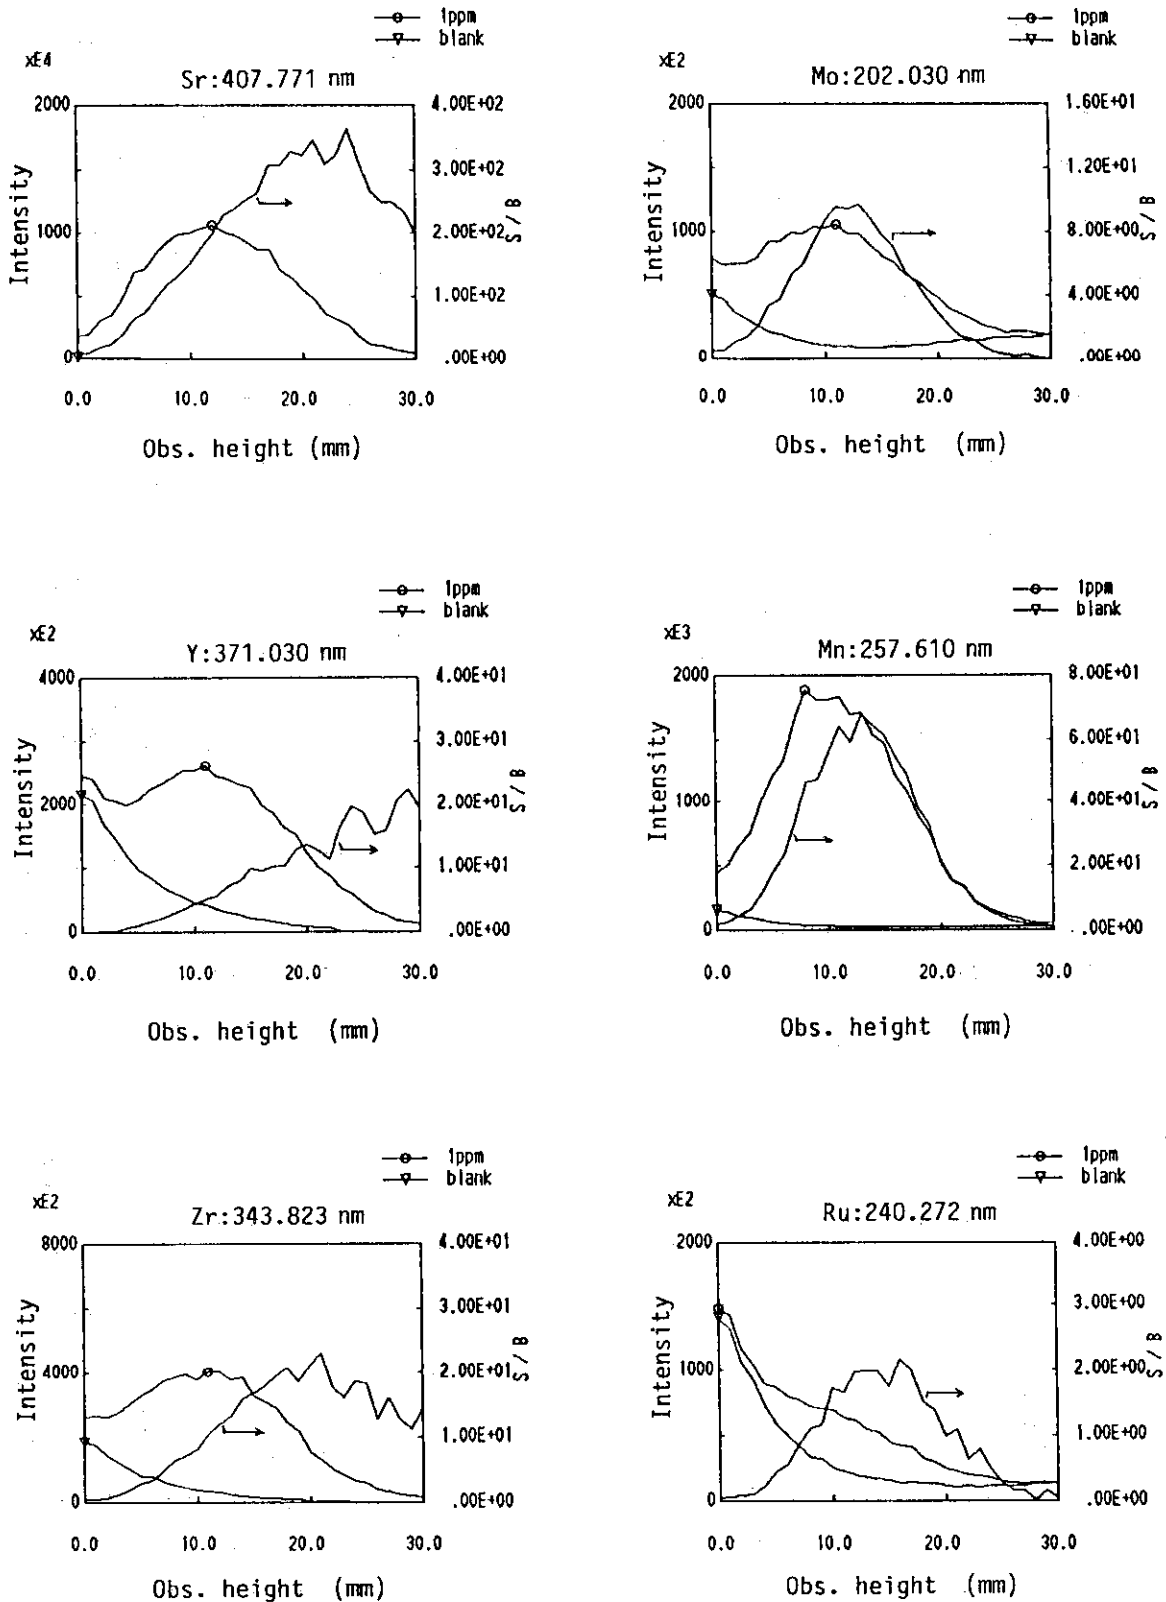 1ppm
blank
xE4
Sr:407.771 nm
2000
1000
0
Intensity
4.00E+02
3.00E+02
2.00E+02
1.00E+02
.00E+00
S / B
0.0 10.0 20.0 30.0
Obs. height (mm)
1ppm
blank
xE2
Mo:202.030 nm
2000
1000
0
Intensity
1.60E+01
1.20E+01
8.00E+00
4.00E+00
.00E+00
S / B
0.0 10.0 20.0 30.0
Obs. height (mm)
1ppm
blank
xE2
Y:371.030 nm
4000
2000
0
Intensity
4.00E+01
3.00E+01
2.00E+01
1.00E+01
.00E+00
S / B
0.0 10.0 20.0 30.0
Obs. height (mm)
1ppm
blank
xE3
Mn:257.610 nm
2000
1000
0
Intensity
8.00E+01
6.00E+01
4.00E+01
2.00E+01
.00E+00
S / B
0.0 10.0 20.0 30.0
Obs. height (mm)
1ppm
blank
xE2
Zr:343.823 nm
8000
4000
0
Intensity
4.00E+01
3.00E+01
2.00E+01
1.00E+01
.00E+00
S / B
0.0 10.0 20.0 30.0
Obs. height (mm)
1ppm
blank
xE2
Ru:240.272 nm
2000
1000
0
Intensity
4.00E+00
3.00E+00
2.00E+00
1.00E+00
.00E+00
S / B
0.0 10.0 20.0 30.0
Obs. height (mm)